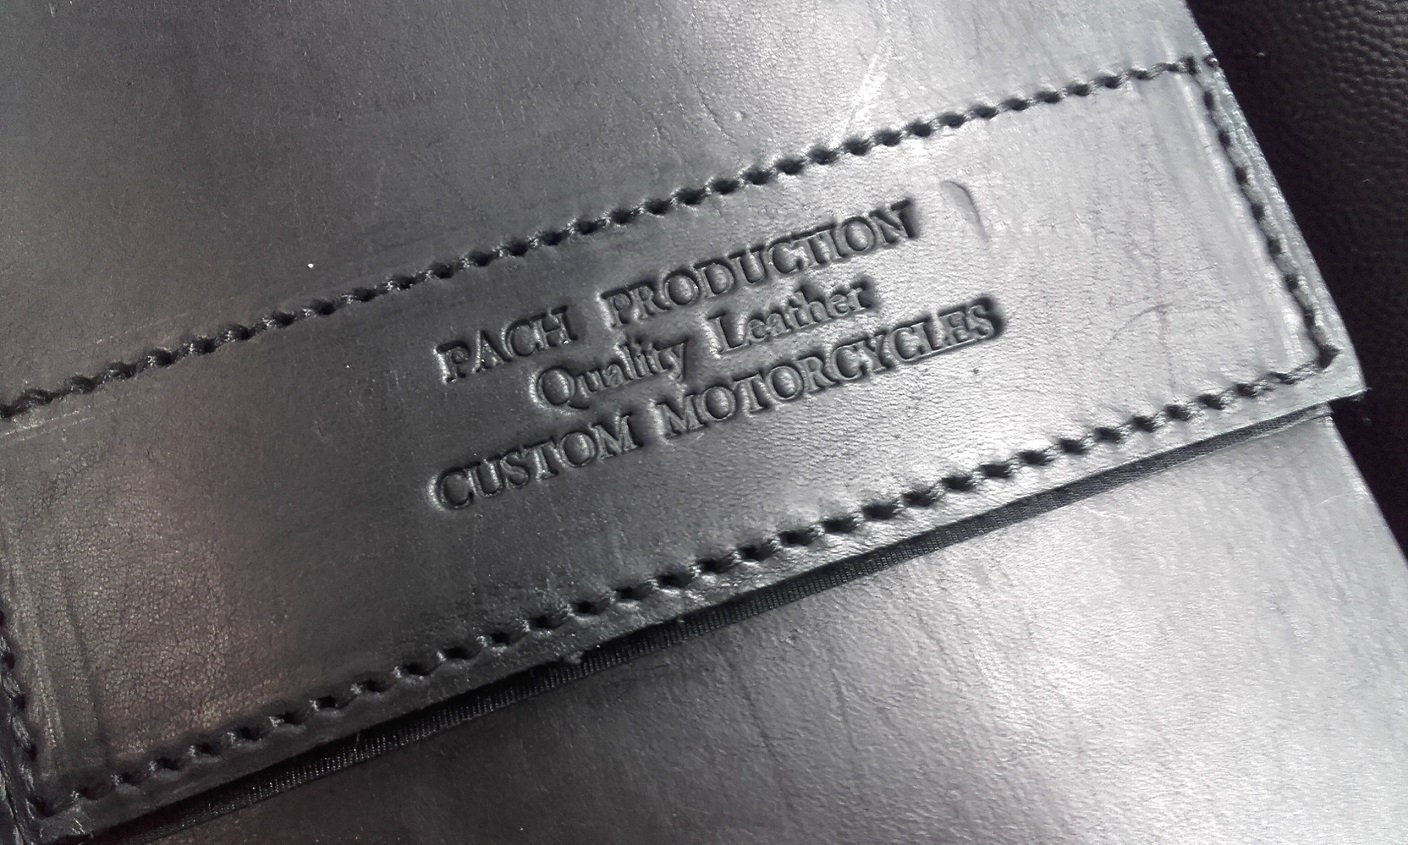 PACH PRODUCTION
Quality Leather
CUSTOM MOTORCYCLES